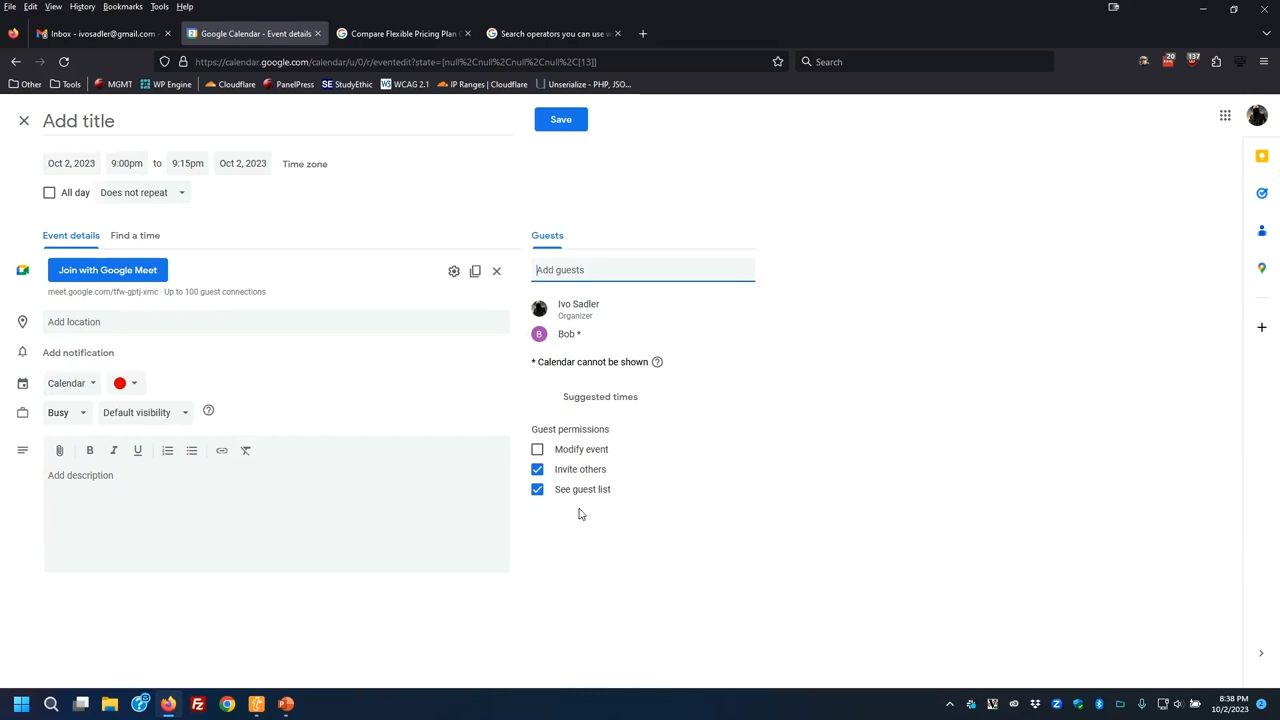 File Edit View History Bookmarks Tools Help
Inbox - ivosadler@gmail.com -
Google Calendar - Event details
Compare Flexible Pricing Plan
Search operators you can use
https://calendar.google.com/calendar/u/0/r/eventedit?state=[null%2Cnull%2Cnull%2Cnull%2C[13]]
Search
20
137
Other Tools MGMT WP Engine Cloudflare PanelPress SE StudyEthic WCAG 2.1 IP Ranges | Cloudflare Unserialize - PHP, JSO...
Add title
Save
Oct 2, 2023 9:00pm to 9:15pm Oct 2, 2023 Time zone
All day Does not repeat
Event details Find a time
Guests
Join with Google Meet
Add guests
meet.google.com/tfw-gptj-xmc · Up to 100 guest connections
Ivo Sadler
Organizer
Add location
B Bob *
Add notification
* Calendar cannot be shown
Calendar
Suggested times
Busy Default visibility
Guest permissions
B I U
Modify event
Add description
Invite others
See guest list
8:38 PM
10/2/2023
2